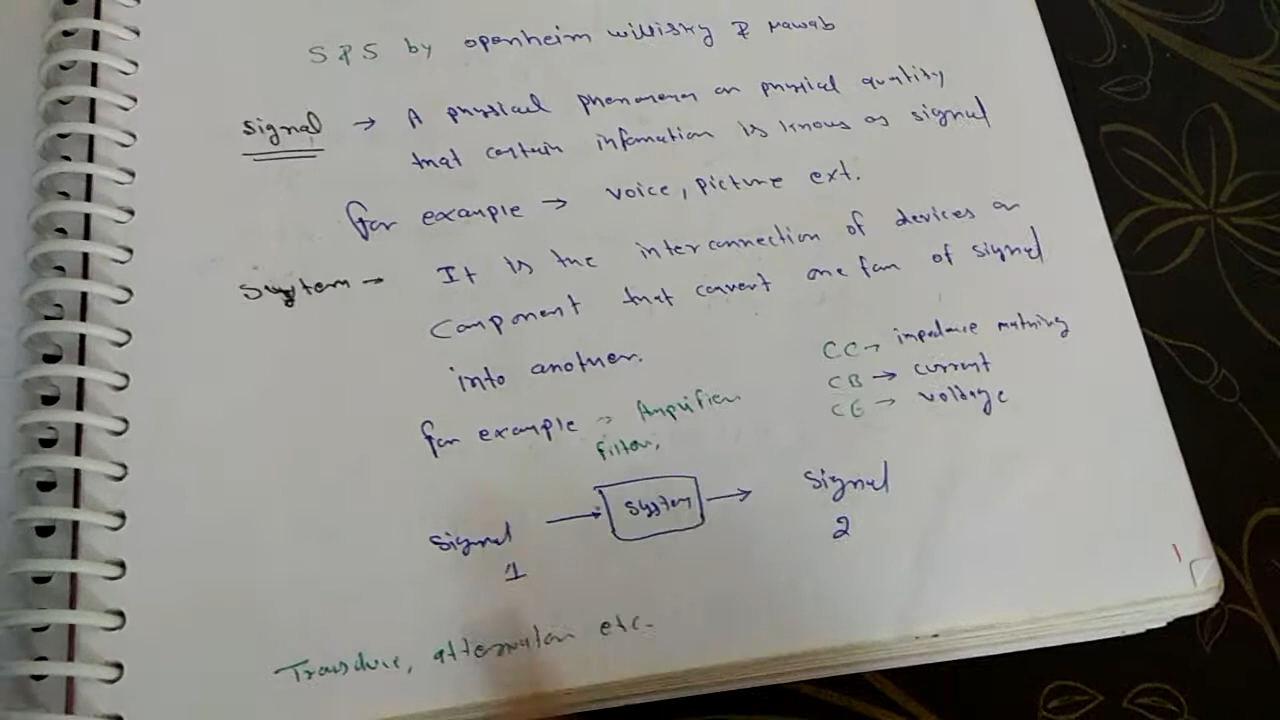 S & S by openheim willisky & nawab
Signal → A physical phenomenon or physical quantity
that contain information is known as signal
for example → voice, picture ext.
System → It is the interconnection of devices or
Component that convert one form of signal
into another.
CC → impedance matching
CB → current
CE → voltage
for example → Amplifier
filter,
Signal 1 → System → Signal 2
Transduce, attenuator etc.
1